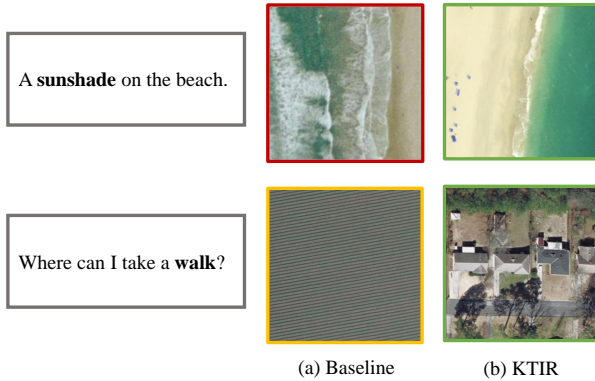 A sunshade on the beach.
Where can I take a walk?
(a) Baseline
(b) KTIR